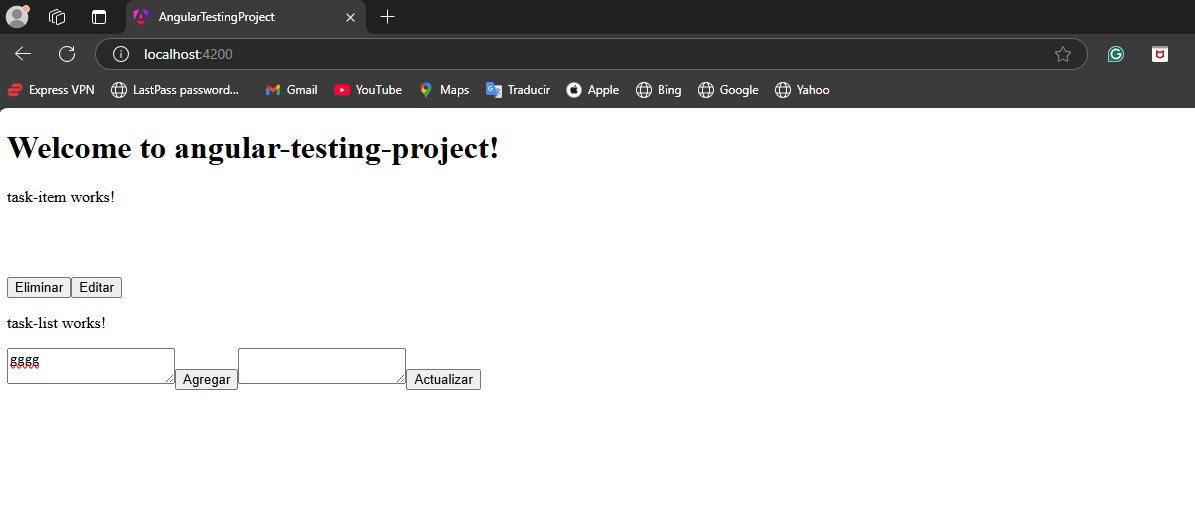 AngularTestingProject
localhost:4200
Express VPN LastPass password... Gmail YouTube Maps Traducir Apple Bing Google Yahoo
Welcome to angular-testing-project!
task-item works!
Eliminar Editar
task-list works!
gggg Agregar Actualizar